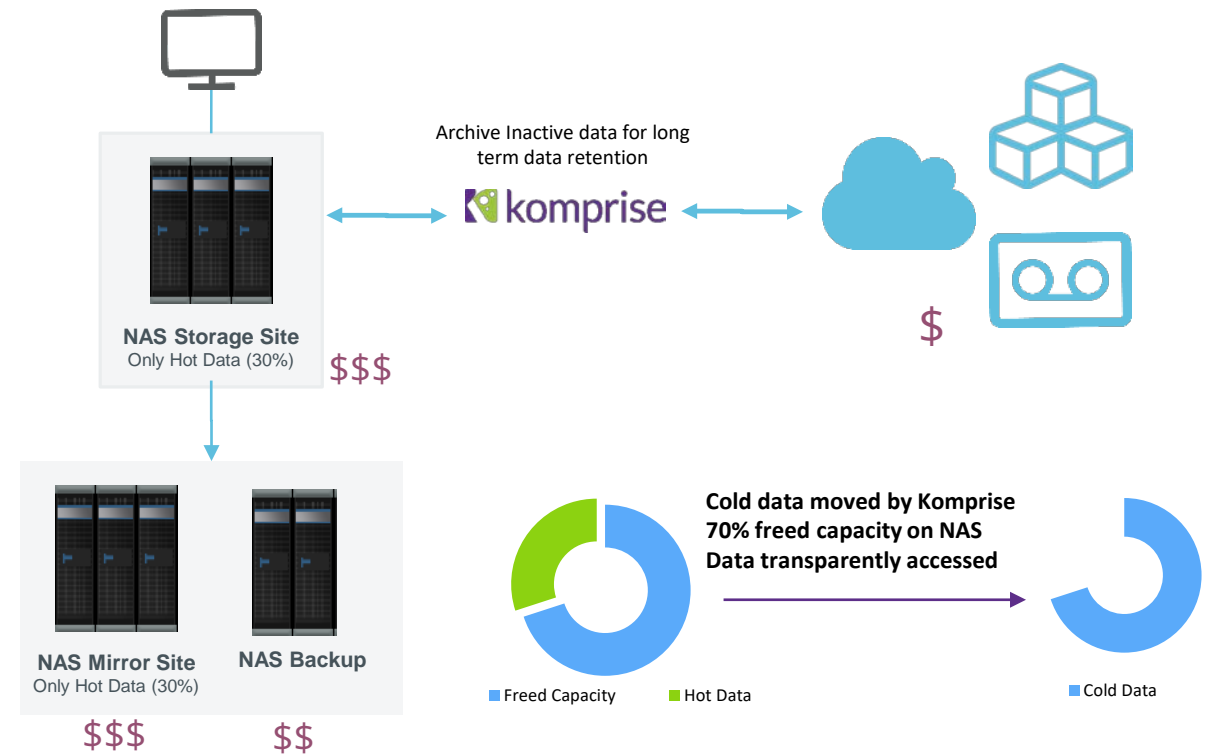 Archive Inactive data for long
term data retention
komprise
NAS Storage Site
Only Hot Data (30%)
$$$
$
NAS Mirror Site
Only Hot Data (30%)
$$$
NAS Backup
$$
Cold data moved by Komprise
70% freed capacity on NAS
Data transparently accessed
Freed Capacity
Hot Data
Cold Data